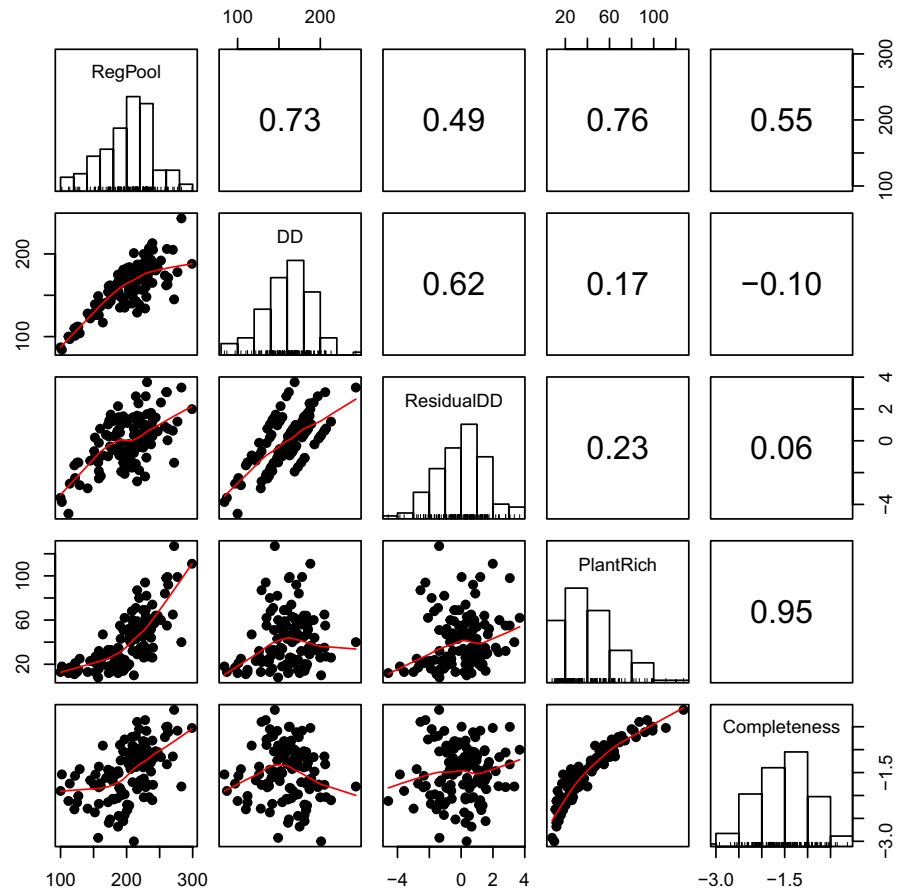 100 200 20 60 100
RegPool 0.73 0.49 0.76 0.55 100 200 300
100 200 DD 0.62 0.17 −0.10
ResidualDD 0.23 0.06 −4 0 2 4
20 60 100 PlantRich 0.95
Completeness −3.0 −1.5
100 200 300 −4 0 2 4 −3.0 −1.5